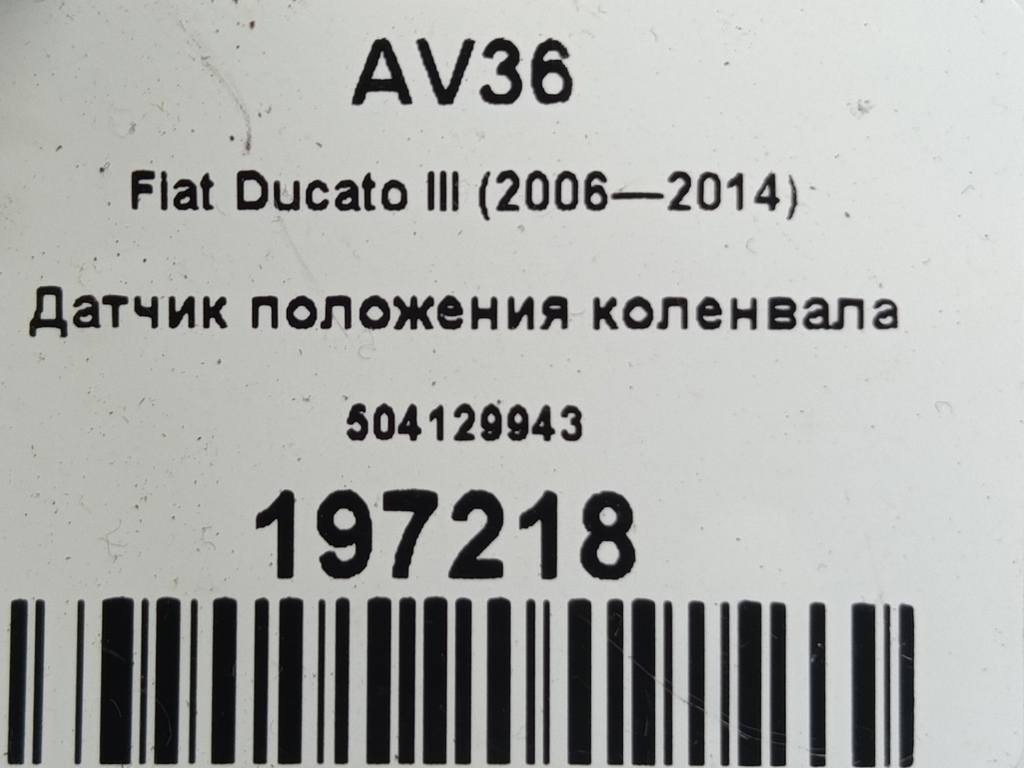 AV36
Fiat Ducato III (2006—2014)
Датчик положения коленвала
504129943
197218